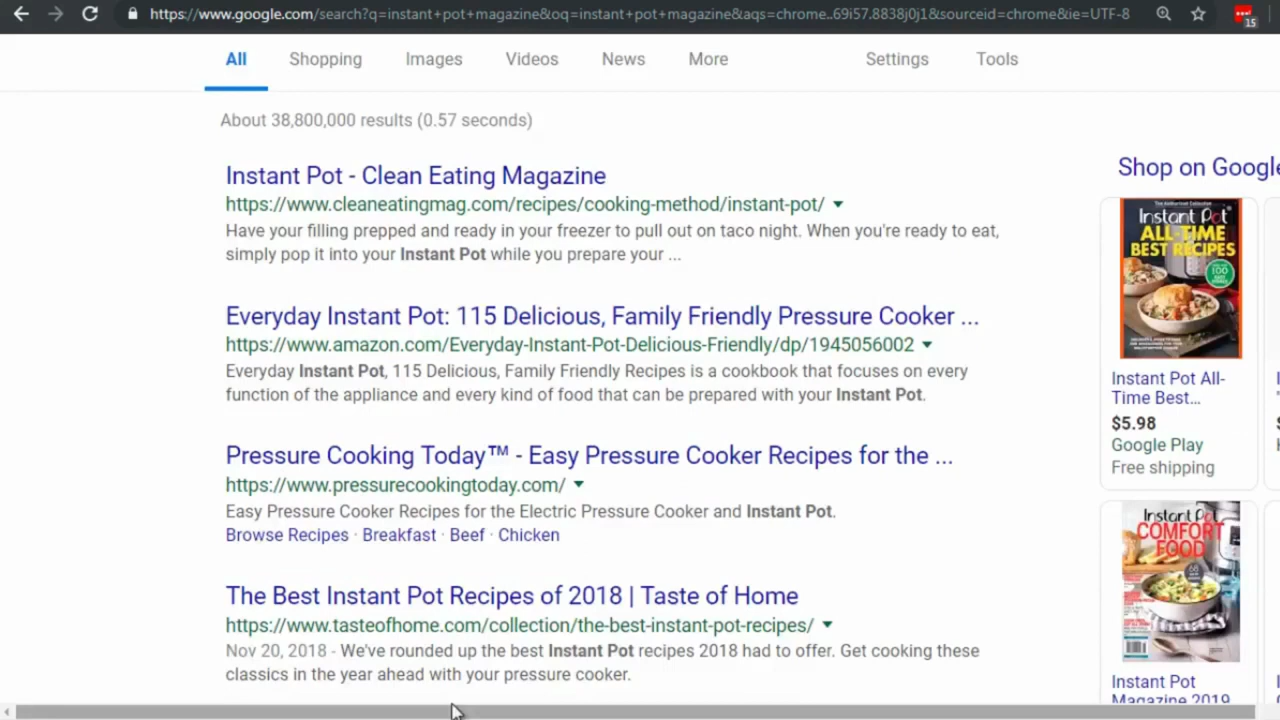 https://www.google.com/search?q=instant+pot+magazine&oq=instant+pot+magazine&aqs=chrome..69i57.8838j0j1&sourceid=chrome&ie=UTF-8
15
All Shopping Images Videos News More Settings Tools
About 38,800,000 results (0.57 seconds)
Instant Pot - Clean Eating Magazine
https://www.cleaneatingmag.com/recipes/cooking-method/instant-pot/
Have your filling prepped and ready in your freezer to pull out on taco night. When you're ready to eat,
simply pop it into your Instant Pot while you prepare your ...
Everyday Instant Pot: 115 Delicious, Family Friendly Pressure Cooker ...
https://www.amazon.com/Everyday-Instant-Pot-Delicious-Friendly/dp/1945056002
Everyday Instant Pot, 115 Delicious, Family Friendly Recipes is a cookbook that focuses on every
function of the appliance and every kind of food that can be prepared with your Instant Pot.
Pressure Cooking Today™ - Easy Pressure Cooker Recipes for the ...
https://www.pressurecookingtoday.com/
Easy Pressure Cooker Recipes for the Electric Pressure Cooker and Instant Pot.
Browse Recipes · Breakfast · Beef · Chicken
The Best Instant Pot Recipes of 2018 | Taste of Home
https://www.tasteofhome.com/collection/the-best-instant-pot-recipes/
Nov 20, 2018 - We've rounded up the best Instant Pot recipes 2018 had to offer. Get cooking these
classics in the year ahead with your pressure cooker.
Shop on Google
Instant Pot
ALL-TIME
BEST RECIPES
100
Instant Pot All-
Time Best...
$5.98
Google Play
Free shipping
Instant Pot
COMFORT
FOOD
Instant Pot
Magazine 2019